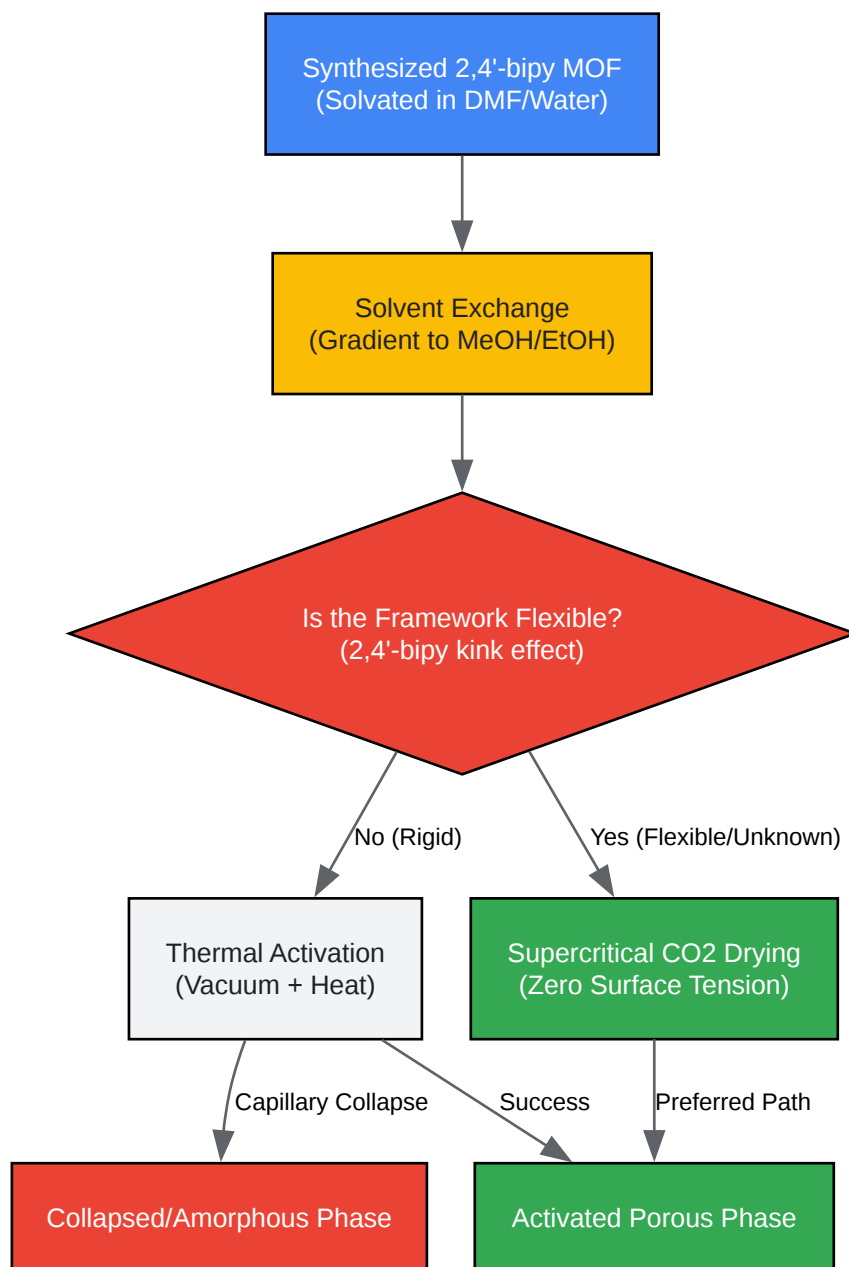 Synthesized 2,4'-bipy MOF
(Solvated in DMF/Water)
Solvent Exchange
(Gradient to MeOH/EtOH)
Is the Framework Flexible?
(2,4'-bipy kink effect)
No (Rigid)
Yes (Flexible/Unknown)
Thermal Activation
(Vacuum + Heat)
Supercritical CO2 Drying
(Zero Surface Tension)
Capillary Collapse
Success
Preferred Path
Collapsed/Amorphous Phase
Activated Porous Phase